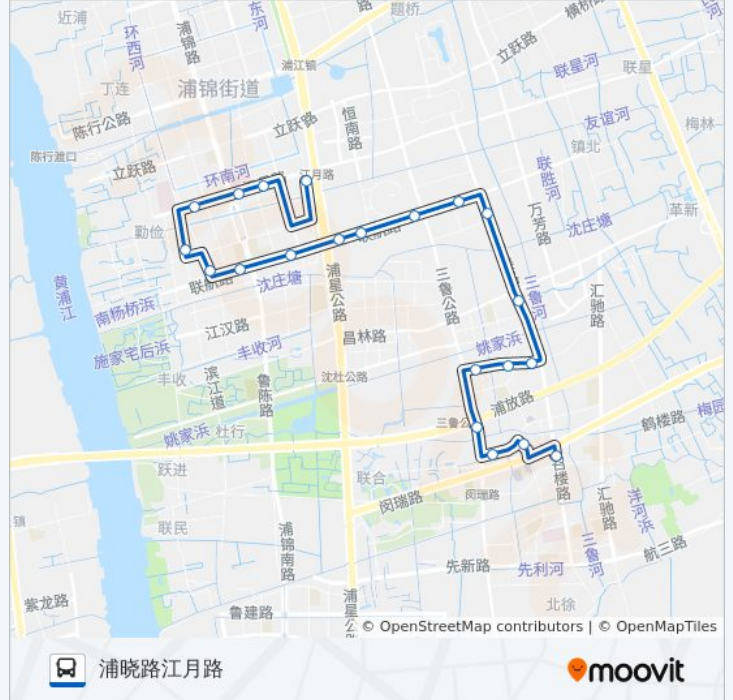 近浦
环西河
浦锦路
东河
路
题桥
立跃路
横桥路
浦江镇
联星河
联星
丁连
浦锦街道
陈行公路
立跃路
恒南路
友谊河
梅林
镇北
陈行渡口
立跃路
环南河
江月路
联胜河
万芳路
沈庄塘
革新
勤俭
黄浦江
联航路
沈庄塘
南杨桥浜
浦星公路
三鲁公路
三鲁河
汇驰路
江汉路
昌林路
姚家浜
施家宅后浜
丰收河
丰收
滨江道
鲁陈路
沈杜公路
浦放路
三鲁公
鹤楼路
梅园
姚家浜
杜行
跃进
联合
闵瑞路
闵瑞路
汇驰路
洋河浜
镇
联民
浦锦南路
三鲁河
航三路
先新路
先利河
紫龙路
鲁建路
浦星公
北徐
© OpenStreetMap contributors | © OpenMapTiles
浦晓路江月路
moovit